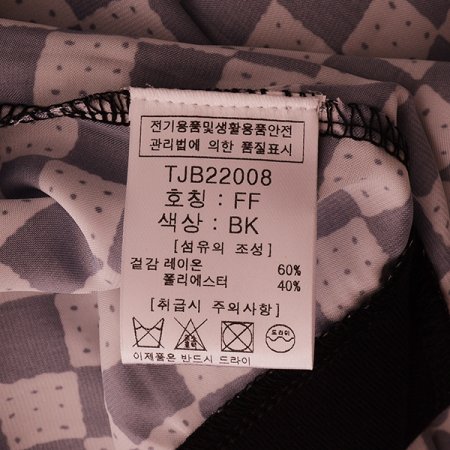 전기용품및생활용품안전
관리법에 의한 품질표시
TJB22008
호칭 : FF
색상 : BK
[섬유의 조성]
겉감 레이온 60%
폴리에스터 40%
[취급시 주의사항]
드라이
이제품은 반드시 드라이